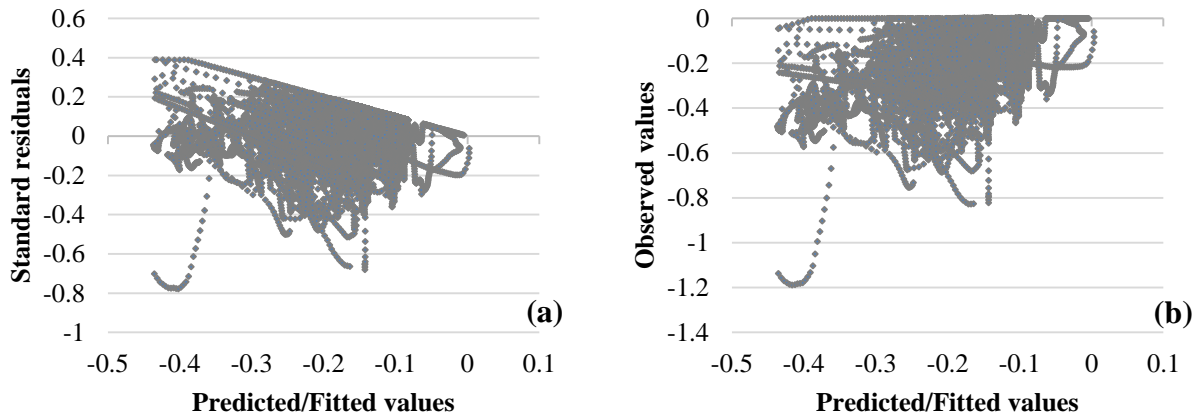 0.6
0.4
0.2
0
-0.2
-0.4
-0.6
-0.8
-1
Standard residuals
-0.5 -0.4 -0.3 -0.2 -0.1 0 0.1
Predicted/Fitted values
(a)
0
-0.2
-0.4
-0.6
-0.8
-1
-1.2
-1.4
Observed values
-0.5 -0.4 -0.3 -0.2 -0.1 0 0.1
Predicted/Fitted values
(b)